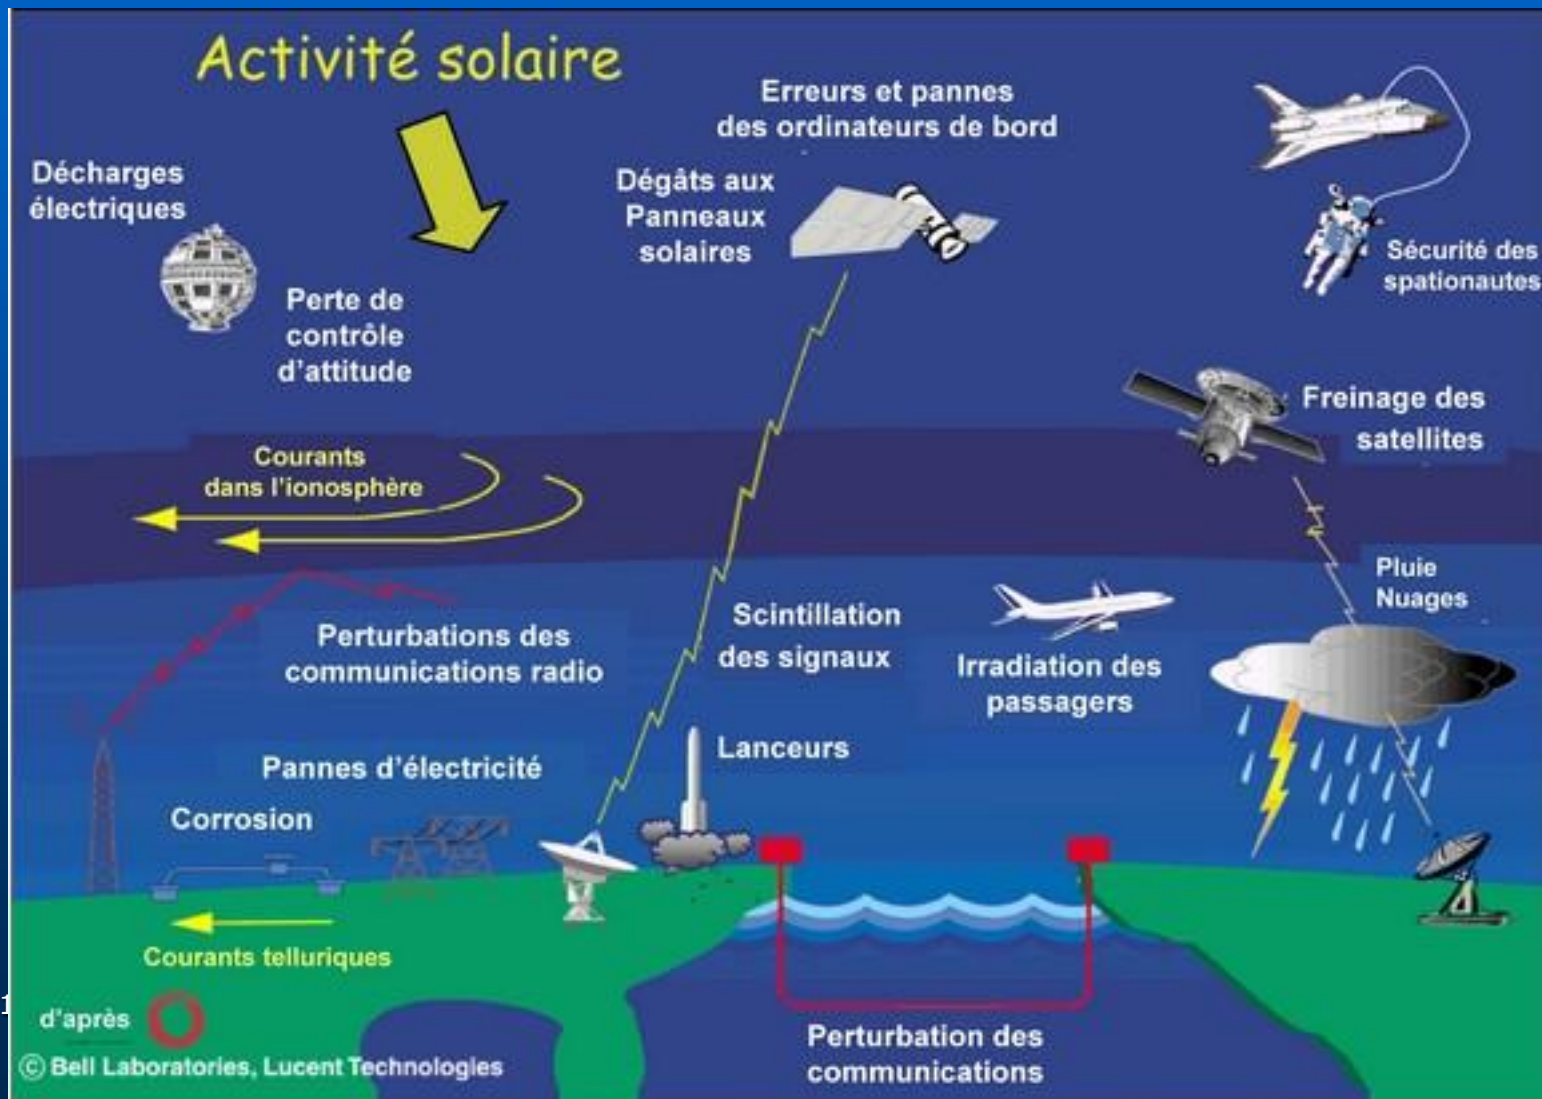 Activité solaire
Erreurs et pannes
des ordinateurs de bord
Décharges
électriques
Dégâts aux
Panneaux
solaires
Sécurité des
spationautes
Perte de
contrôle
d'attitude
Freinage des
satellites
Courants
dans l'ionosphère
Pluie
Nuages
Perturbations des
communications radio
Scintillation
des signaux
Irradiation des
passagers
Lanceurs
Pannes d'électricité
Corrosion
Courants telluriques
1
d'après
© Bell Laboratories, Lucent Technologies
Perturbation des
communications